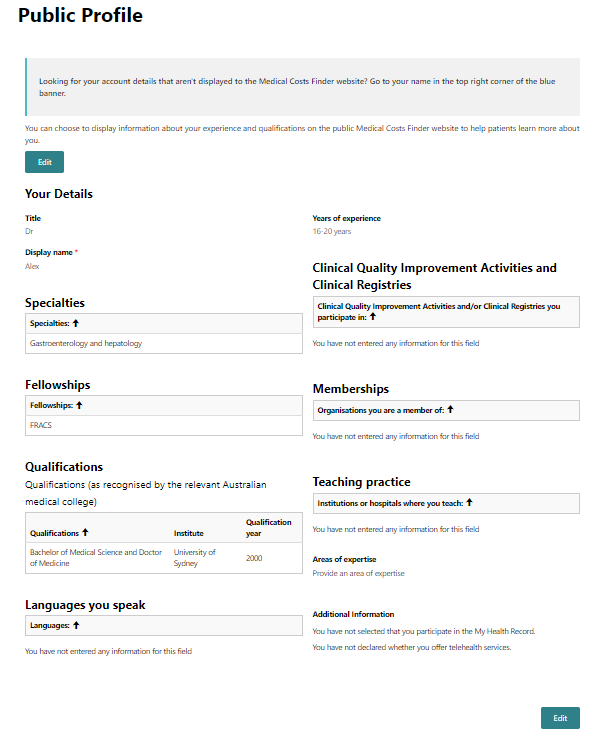 Public Profile
Looking for your account details that aren't displayed to the Medical Costs Finder website? Go to your name in the top right corner of the blue
banner.
You can choose to display information about your experience and qualifications on the public Medical Costs Finder website to help patients learn more about
you.
Edit
Your Details
Title
Dr
Display name *
Alex
Specialties
Specialties: ↑
Gastroenterology and hepatology
Fellowships
Fellowships: ↑
FRACS
Qualifications
Qualifications (as recognised by the relevant Australian
medical college)
Qualifications ↑ Institute Qualification
year
Bachelor of Medical Science and Doctor
of Medicine
University of
Sydney
2000
Languages you speak
Languages: ↑
You have not entered any information for this field
Years of experience
16-20 years
Clinical Quality Improvement Activities and
Clinical Registries
Clinical Quality Improvement Activities and/or Clinical Registries you
participate in: ↑
You have not entered any information for this field
Memberships
Organisations you are a member of: ↑
You have not entered any information for this field
Teaching practice
Institutions or hospitals where you teach: ↑
You have not entered any information for this field
Areas of expertise
Provide an area of expertise
Additional Information
You have not selected that you participate in the My Health Record.
You have not declared whether you offer telehealth services.
Edit